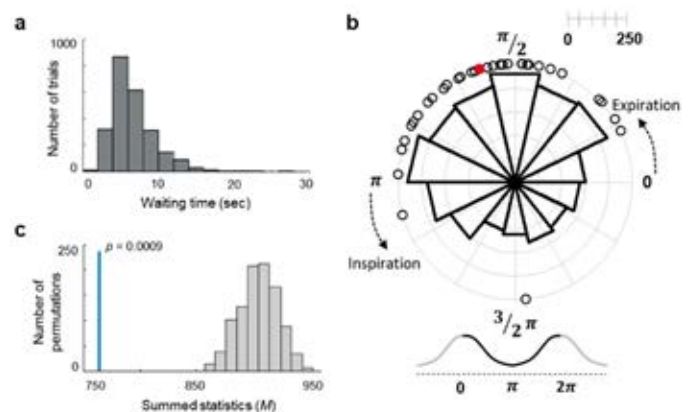 a
1000
Number of trials
0
0
10
20
30
Waiting time (sec)
b
0
250
π/2
Expiration
0
π
Inspiration
3/2 π
0
π
2π
c
250
p = 0.0009
Number of
permutations
0
750
850
950
Summed statistics (M)